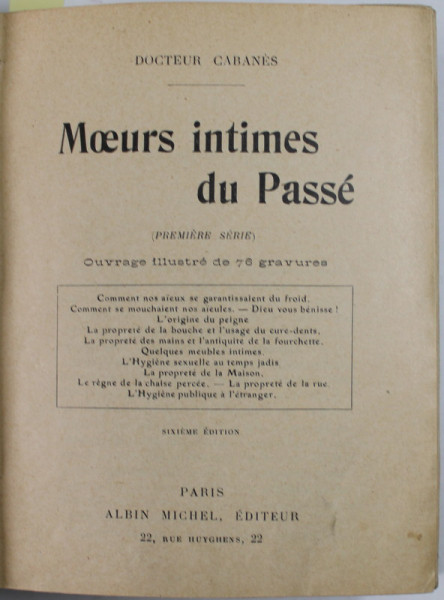 DOCTEUR CABANÈS
Mœurs intimes
du Passé
(PREMIÈRE SÉRIE)
Ouvrage illustré de 78 gravures
Comment nos aïeux se garantissaient du froid.
Comment se mouchaient nos aïeules. — Dieu vous bénisse !
L'origine du peigne
La propreté de la bouche et l'usage du cure-dents.
La propreté des mains et l'antiquité de la fourchette.
Quelques meubles intimes.
L'Hygiène sexuelle au temps jadis
La propreté de la Maison.
Le règne de la chaise percée. — La propreté de la rue.
L'Hygiène publique à l'étranger.
SIXIÈME ÉDITION
PARIS
ALBIN MICHEL, ÉDITEUR
22, RUE HUYGHENS, 22